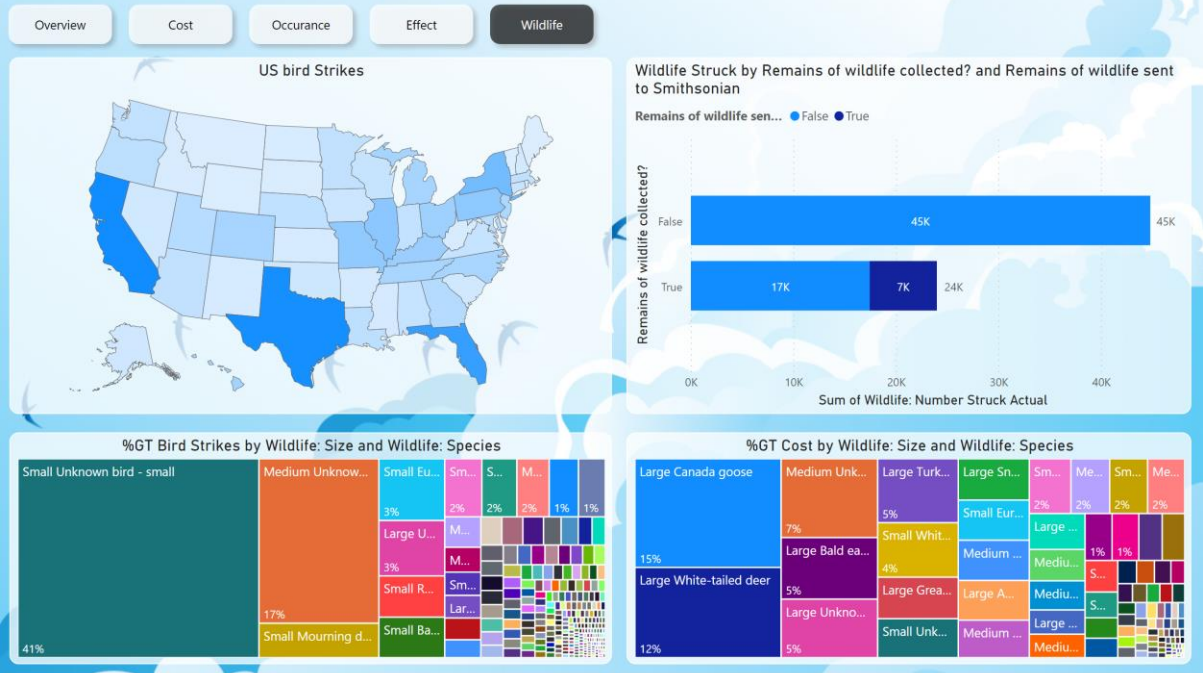 Overview
Cost
Occurance
Effect
Wildlife
US bird Strikes
Wildlife Struck by Remains of wildlife collected? and Remains of wildlife sent
to Smithsonian
Remains of wildlife sen... False True
Remains of wildlife collected?
False
45K
45K
True
17K
7K
24K
0K 10K 20K 30K 40K
Sum of Wildlife: Number Struck Actual
%GT Bird Strikes by Wildlife: Size and Wildlife: Species
Small Unknown bird - small
41%
Medium Unknow...
17%
Small Mourning d...
Small Eu...
3%
Large U...
3%
Small R...
Small Ba...
Sm...
2%
S...
2%
M...
2%
1%
1%
M...
M...
Sm...
Lar...
%GT Cost by Wildlife: Size and Wildlife: Species
Large Canada goose
15%
Large White-tailed deer
12%
Medium Unk...
7%
Large Bald ea...
5%
Large Unkno...
5%
Large Turk...
5%
Small Whit...
4%
Large Grea...
Small Unk...
Large Sn...
Small Eur...
Medium ...
Large A...
Medium ...
Sm...
2%
Me...
2%
Sm...
2%
Me...
2%
Large ...
Mediu...
Mediu...
Large ...
Mediu...
1%
1%
S...
S...